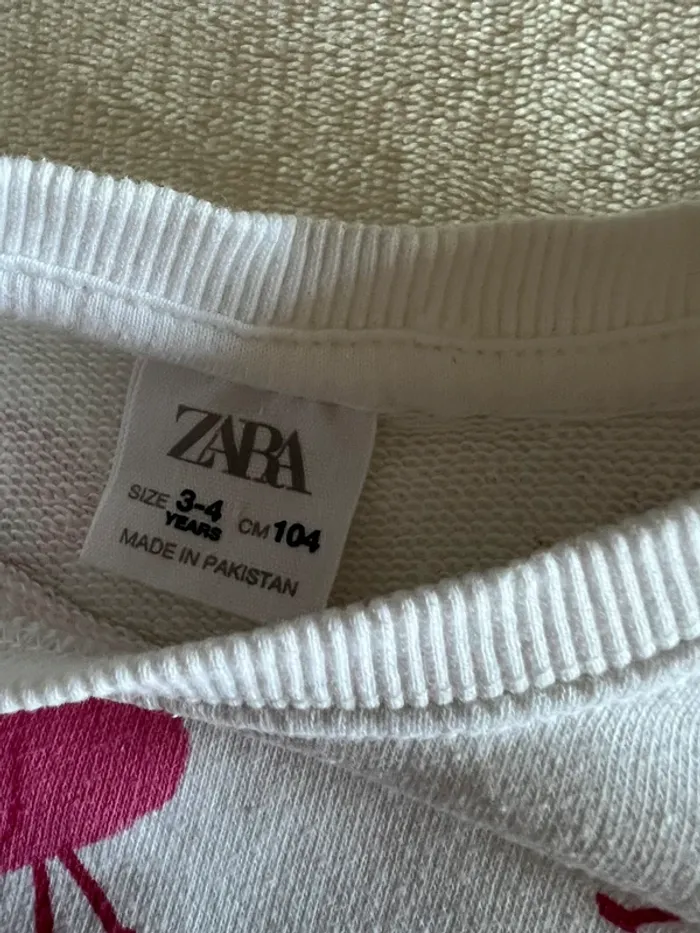 ZARA
SIZE 3-4 YEARS CM 104
MADE IN PAKISTAN